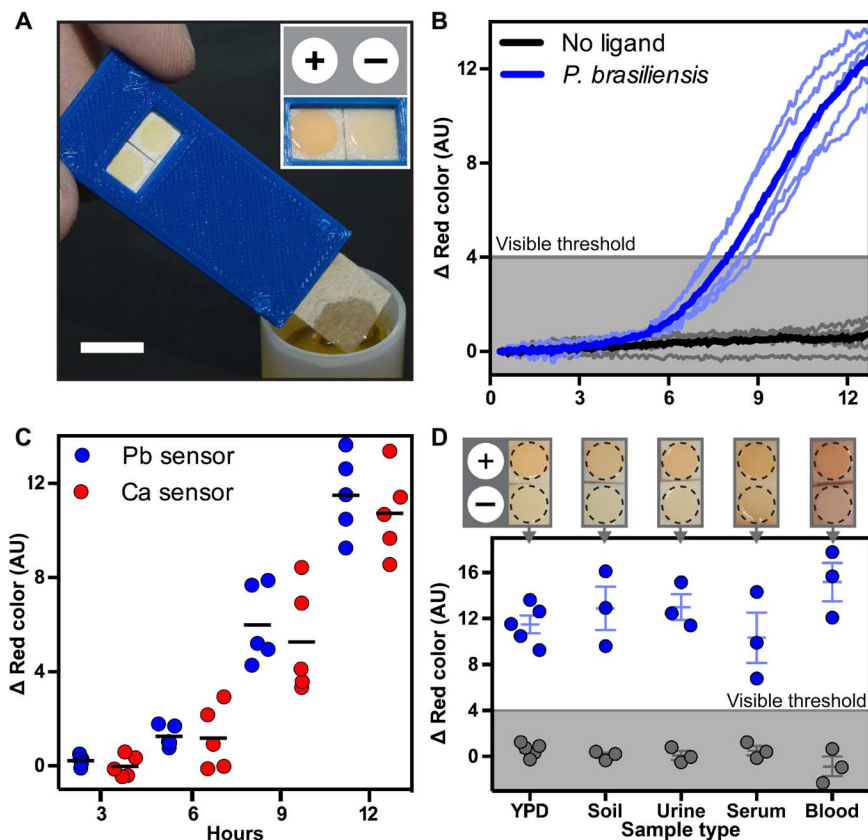 A
+ −
B
No ligand
P. brasiliensis
Δ Red color (AU)
12
8
4
0
Visible threshold
0 3 6 9 12
C
Pb sensor
Ca sensor
Δ Red color (AU)
12
8
4
0
3 6 9 12
Hours
D
+
−
Δ Red color (AU)
16
12
8
4
0
Visible threshold
YPD Soil Urine Serum Blood
Sample type